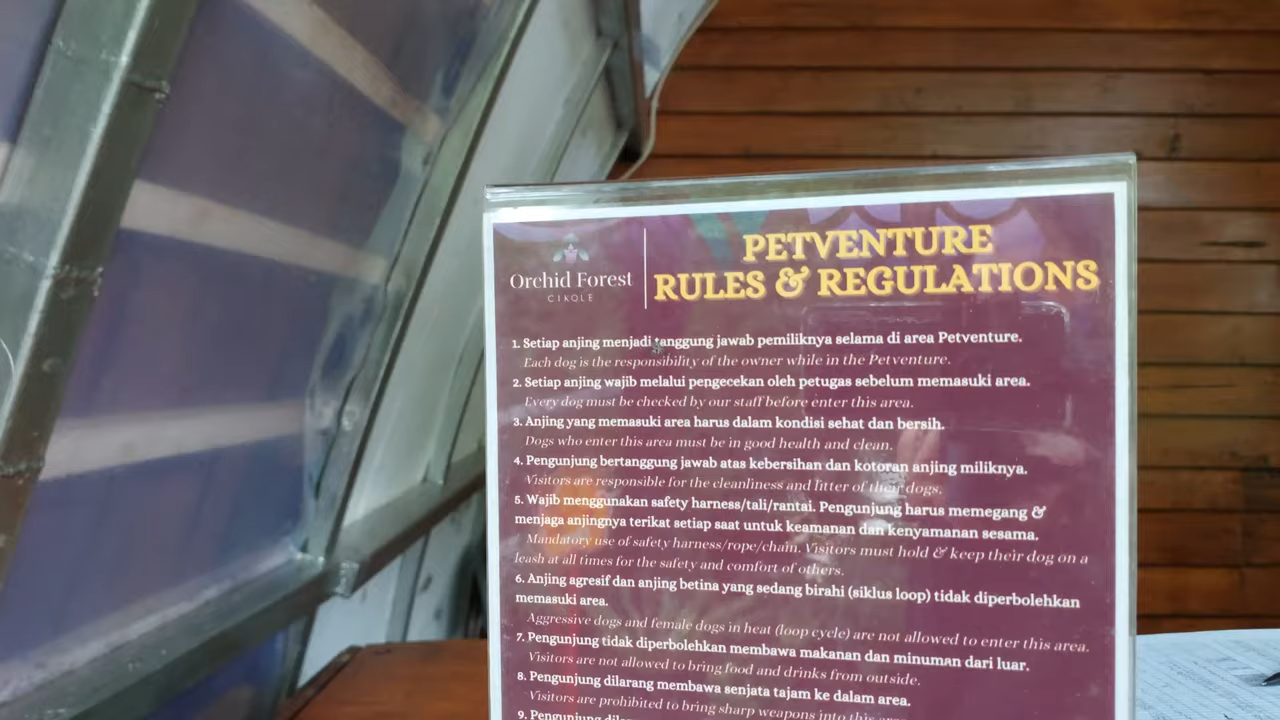 Orchid Forest
CIKOLE
PETVENTURE
RULES & REGULATIONS
1. Setiap anjing menjadi tanggung jawab pemiliknya selama di area Petventure.
Each dog is the responsibility of the owner while in the Petventure.
2. Setiap anjing wajib melalui pengecekan oleh petugas sebelum memasuki area.
Every dog must be checked by our staff before enter this area.
3. Anjing yang memasuki area harus dalam kondisi sehat dan bersih.
Dogs who enter this area must be in good health and clean.
4. Pengunjung bertanggung jawab atas kebersihan dan kotoran anjing miliknya.
Visitors are responsible for the cleanliness and litter of their dogs.
5. Wajib menggunakan safety harness/tali/rantai. Pengunjung harus memegang &
menjaga anjingnya terikat setiap saat untuk keamanan dan kenyamanan sesama.
Mandatory use of safety harness/rope/chain. Visitors must hold & keep their dog on a
leash at all times for the safety and comfort of others.
6. Anjing agresif dan anjing betina yang sedang birahi (siklus loop) tidak diperbolehkan
memasuki area.
Aggressive dogs and female dogs in heat (loop cycle) are not allowed to enter this area.
7. Pengunjung tidak diperbolehkan membawa makanan dan minuman dari luar.
Visitors are not allowed to bring food and drinks from outside.
8. Pengunjung dilarang membawa senjata tajam ke dalam area.
Visitors are prohibited to bring sharp weapons into this area.
9. Pengunjung